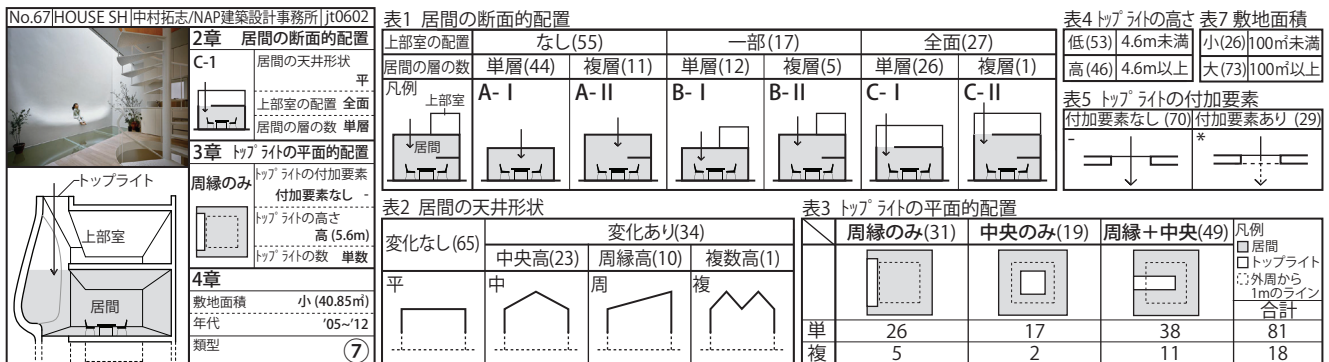 No.67 HOUSE SH 中村拓志/NAP建築設計事務所 jt0602
2章 居間の断面的配置
C-1
居間の天井形状
平
上部室の配置 全面
居間の層の数 単層
3章 トップライトの平面的配置
周縁のみ
トップライトの付加要素
付加要素なし -
トップライトの高さ
高 (5.6m)
トップライトの数 単数
4章
敷地面積 小 (40.85㎡)
年代 '05~'12
類型 ⑦
トップライト
上部室
居間
表1 居間の断面的配置
上部室の配置 なし(55) 一部(17) 全面(27)
居間の層の数 単層(44) 複層(11) 単層(12) 複層(5) 単層(26) 複層(1)
凡例 A-Ⅰ A-Ⅱ B-Ⅰ B-Ⅱ C-Ⅰ C-Ⅱ
上部室
居間
表2 居間の天井形状
変化なし(65) 変化あり(34)
中央高(23) 周縁高(10) 複数高(1)
平 中 周 複
表3 トップライトの平面的配置
周縁のみ(31) 中央のみ(19) 周縁+中央(49) 凡例
居間
トップライト
外周から
1mのライン
合計
単 26 17 38 81
複 5 2 11 18
表4 トップライトの高さ
低(53) 4.6m未満
高(46) 4.6m以上
表7 敷地面積
小(26) 100㎡未満
大(73) 100㎡以上
表5 トップライトの付加要素
付加要素なし (70) 付加要素あり (29)
- *